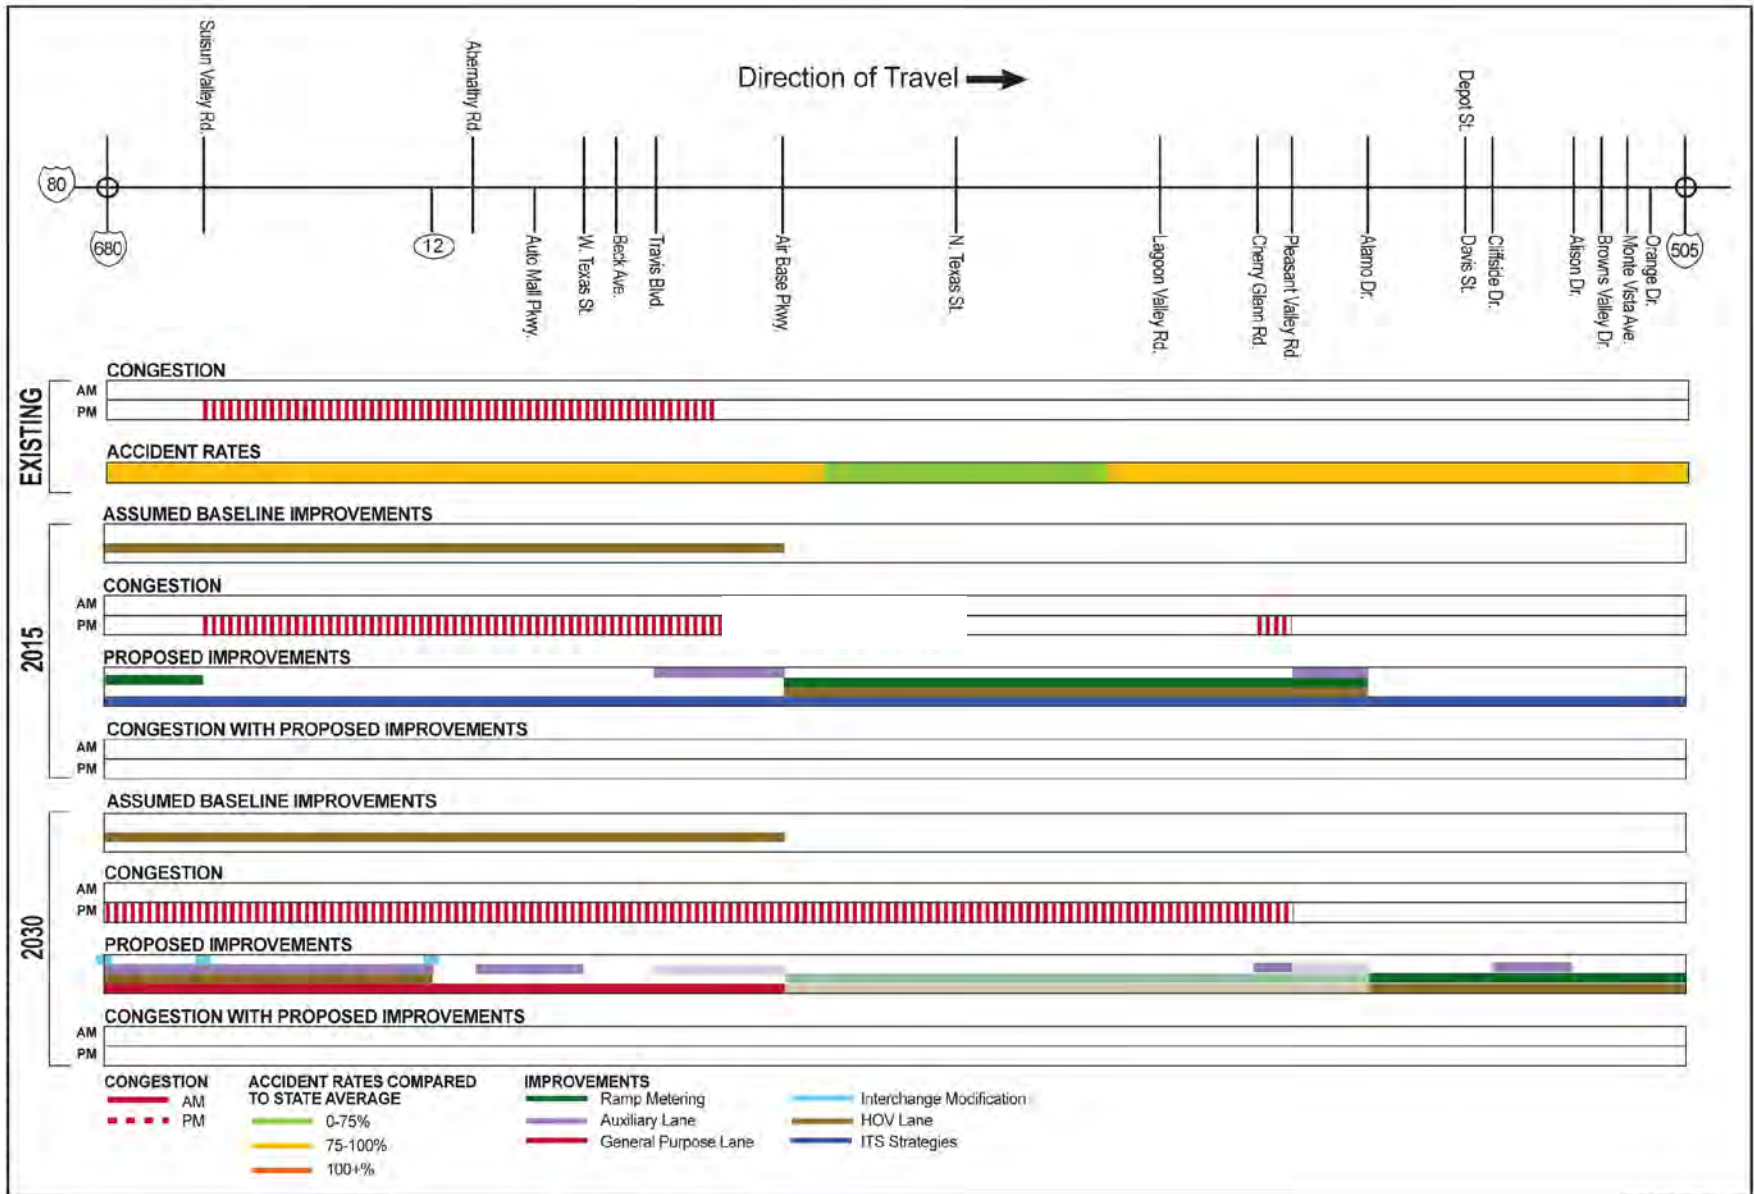 Direction of Travel
Suisun Valley Rd.
Abernathy Rd.
Depot St.
80
680
12
Auto Mall Pkwy.
W. Texas St.
Beck Ave.
Travis Blvd.
Air Base Pkwy.
N. Texas St.
Lagoon Valley Rd.
Cherry Glenn Rd.
Pleasant Valley Rd.
Alamo Dr.
Davis St.
Cliffside Dr.
Alison Dr.
Browns Valley Dr.
Monte Vista Ave.
Orange Dr.
505
EXISTING
CONGESTION
AM
PM
ACCIDENT RATES
2015
ASSUMED BASELINE IMPROVEMENTS
CONGESTION
AM
PM
PROPOSED IMPROVEMENTS
CONGESTION WITH PROPOSED IMPROVEMENTS
AM
PM
2030
ASSUMED BASELINE IMPROVEMENTS
CONGESTION
AM
PM
PROPOSED IMPROVEMENTS
CONGESTION WITH PROPOSED IMPROVEMENTS
AM
PM
CONGESTION
AM
PM
ACCIDENT RATES COMPARED
TO STATE AVERAGE
0-75%
75-100%
100+%
IMPROVEMENTS
Ramp Metering
Auxiliary Lane
General Purpose Lane
Interchange Modification
HOV Lane
ITS Strategies